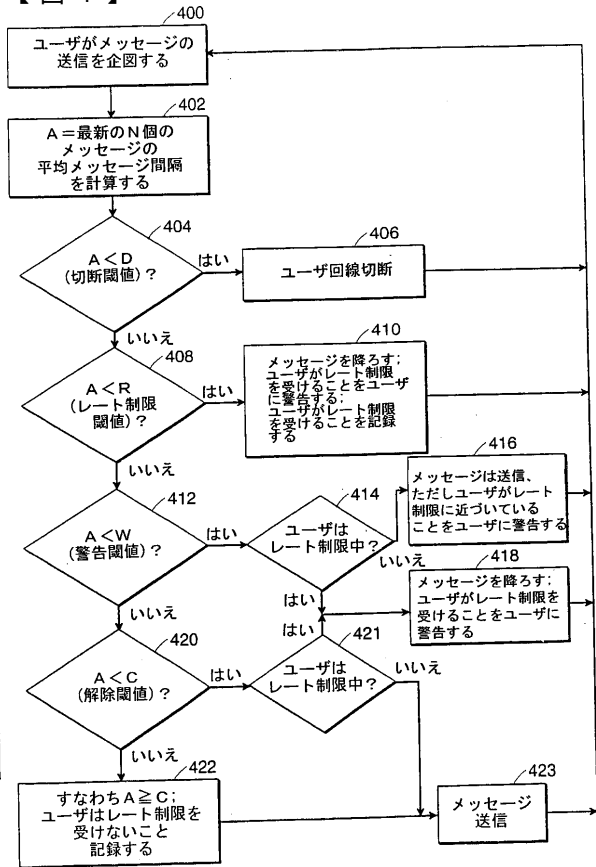 400
ユーザがメッセージの
送信を企図する
402
A＝最新のN個の
メッセージの
平均メッセージ間隔
を計算する
404
A＜D
(切断閾値)？
はい
406
ユーザ回線切断
いいえ
408
A＜R
(レート制限
閾値)？
はい
410
メッセージを降ろす；
ユーザがレート制限
を受けることをユーザ
に警告する；
ユーザがレート制限
を受けることを記録
する
いいえ
412
A＜W
(警告閾値)？
はい
414
ユーザは
レート制限中？
いいえ
416
メッセージは送信、
ただしユーザがレート
制限に近づいている
ことをユーザに警告する
はい
418
メッセージを降ろす；
ユーザがレート制限を
受けることをユーザに
警告する
いいえ
420
A＜C
(解除閾値)？
はい
はい
421
ユーザは
レート制限中？
いいえ
いいえ
422
すなわちA≧C；
ユーザはレート制限を
受けないこと
記録する
423
メッセージ
送信